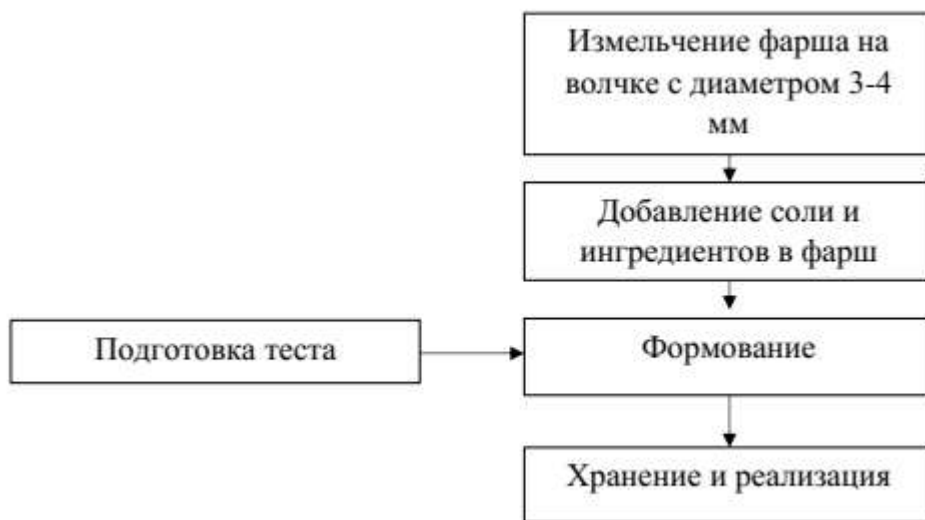 Измельчение фарша на
волчке с диаметром 3-4
мм
Добавление соли и
ингредиентов в фарш
Подготовка теста
Формование
Хранение и реализация